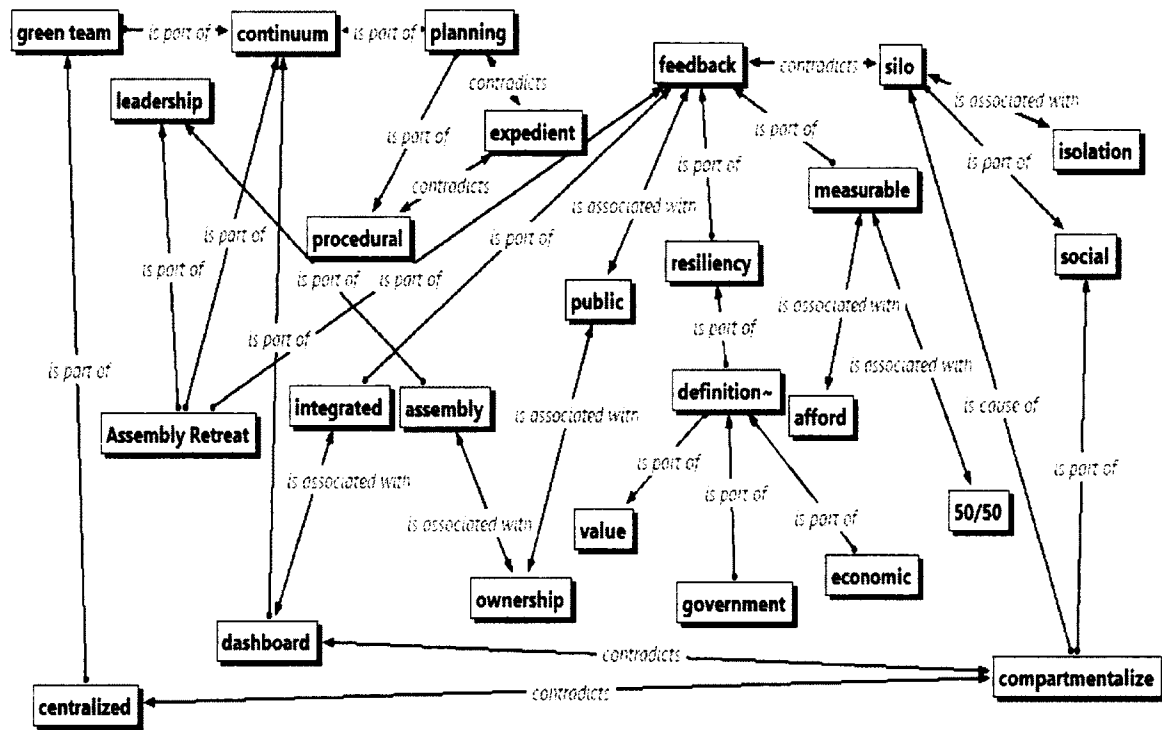 green team
is part of
continuum
is part of
planning
feedback
contradicts
silo
contradicts
leadership
is associated with
expedient
is part of
is part of
isolation
is part of
is part of
contradicts
measurable
is associated with
procedural
is part of
is part of
resiliency
social
is part of
is part of
is part of
public
is associated with
is part of
is part of
is part of
is associated with
definition~
integrated
assembly
afford
is associated with
is cause of
Assembly Retreat
is part of
is part of
is associated with
is part of
50/50
is part of
is associated with
value
economic
ownership
government
dashboard
contradicts
compartmentalize
contradicts
centralized